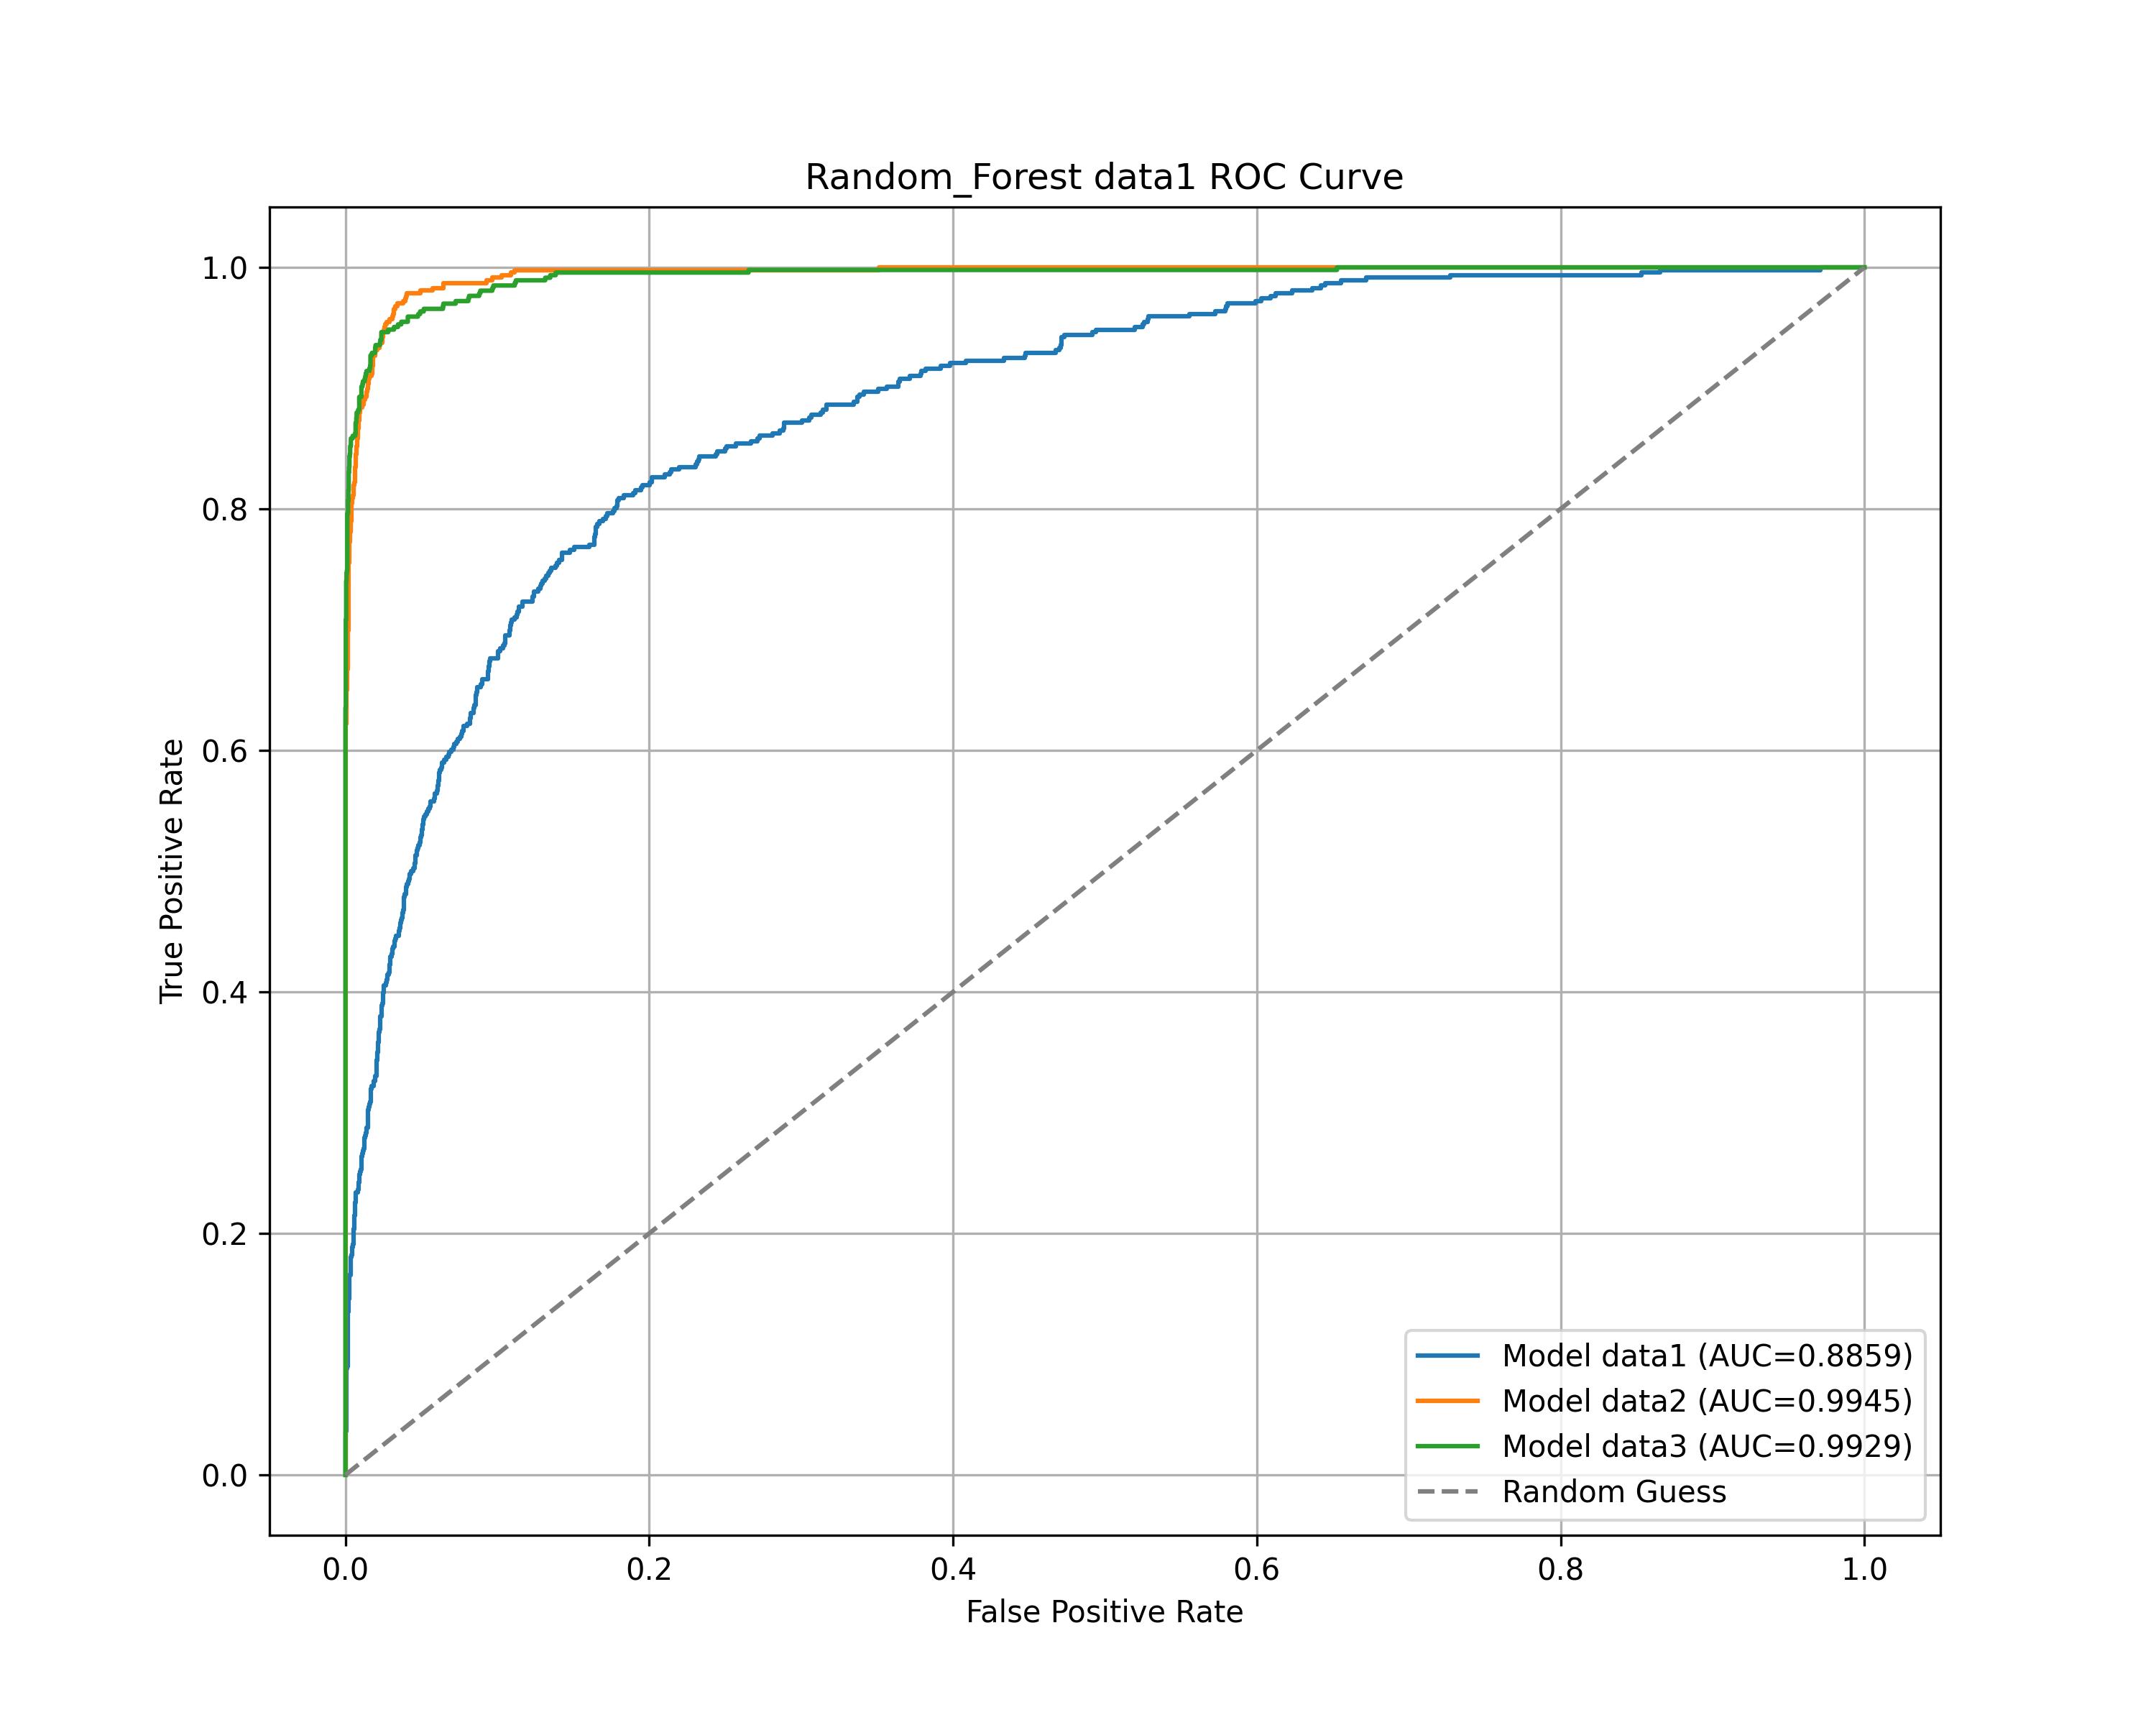 Random_Forest data1 ROC Curve
True Positive Rate
1.0
0.8
0.6
0.4
0.2
0.0
Model data1 (AUC=0.8859)
Model data2 (AUC=0.9945)
Model data3 (AUC=0.9929)
Random Guess
0.0 0.2 0.4 0.6 0.8 1.0
False Positive Rate